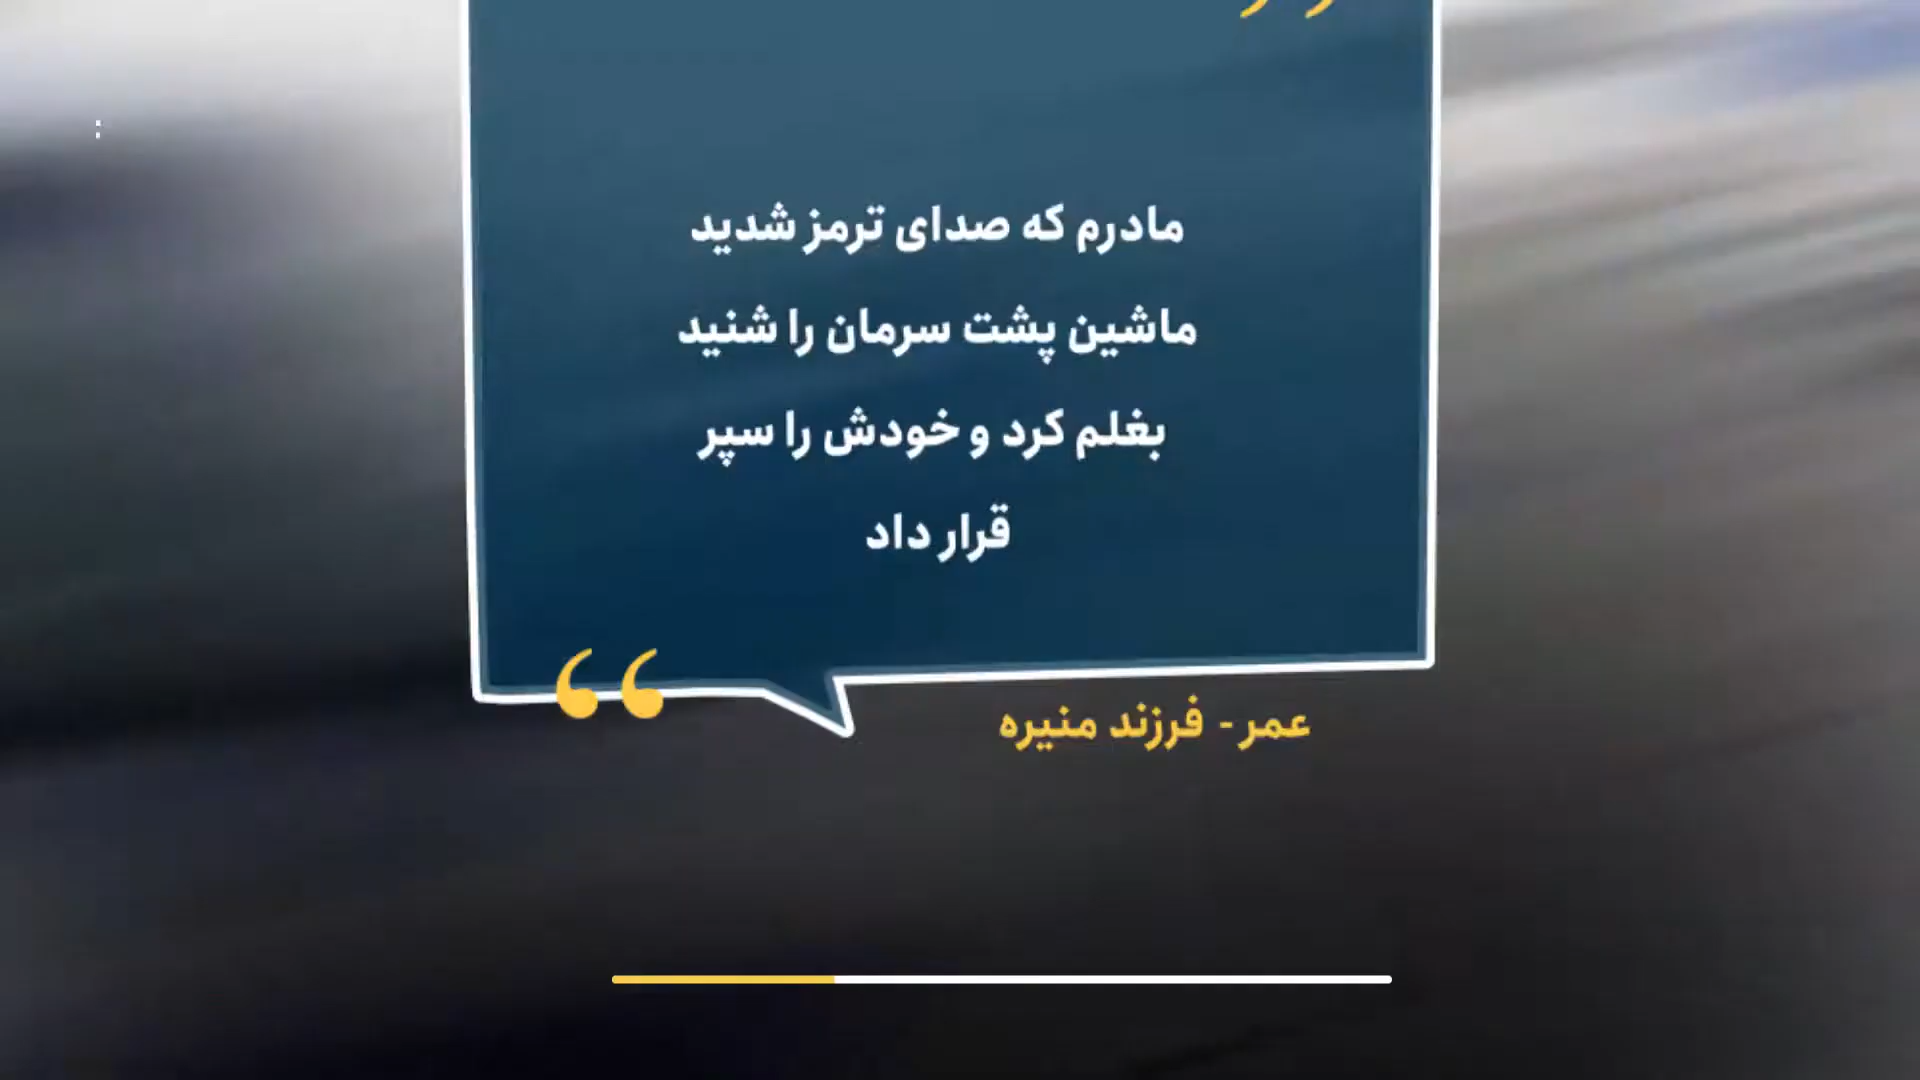 مادرم که صدای ترمز شدید
ماشین پشت سرمان را شنید
بغلم کرد و خودش را سپر
قرار داد
عمر - فرزند منیره